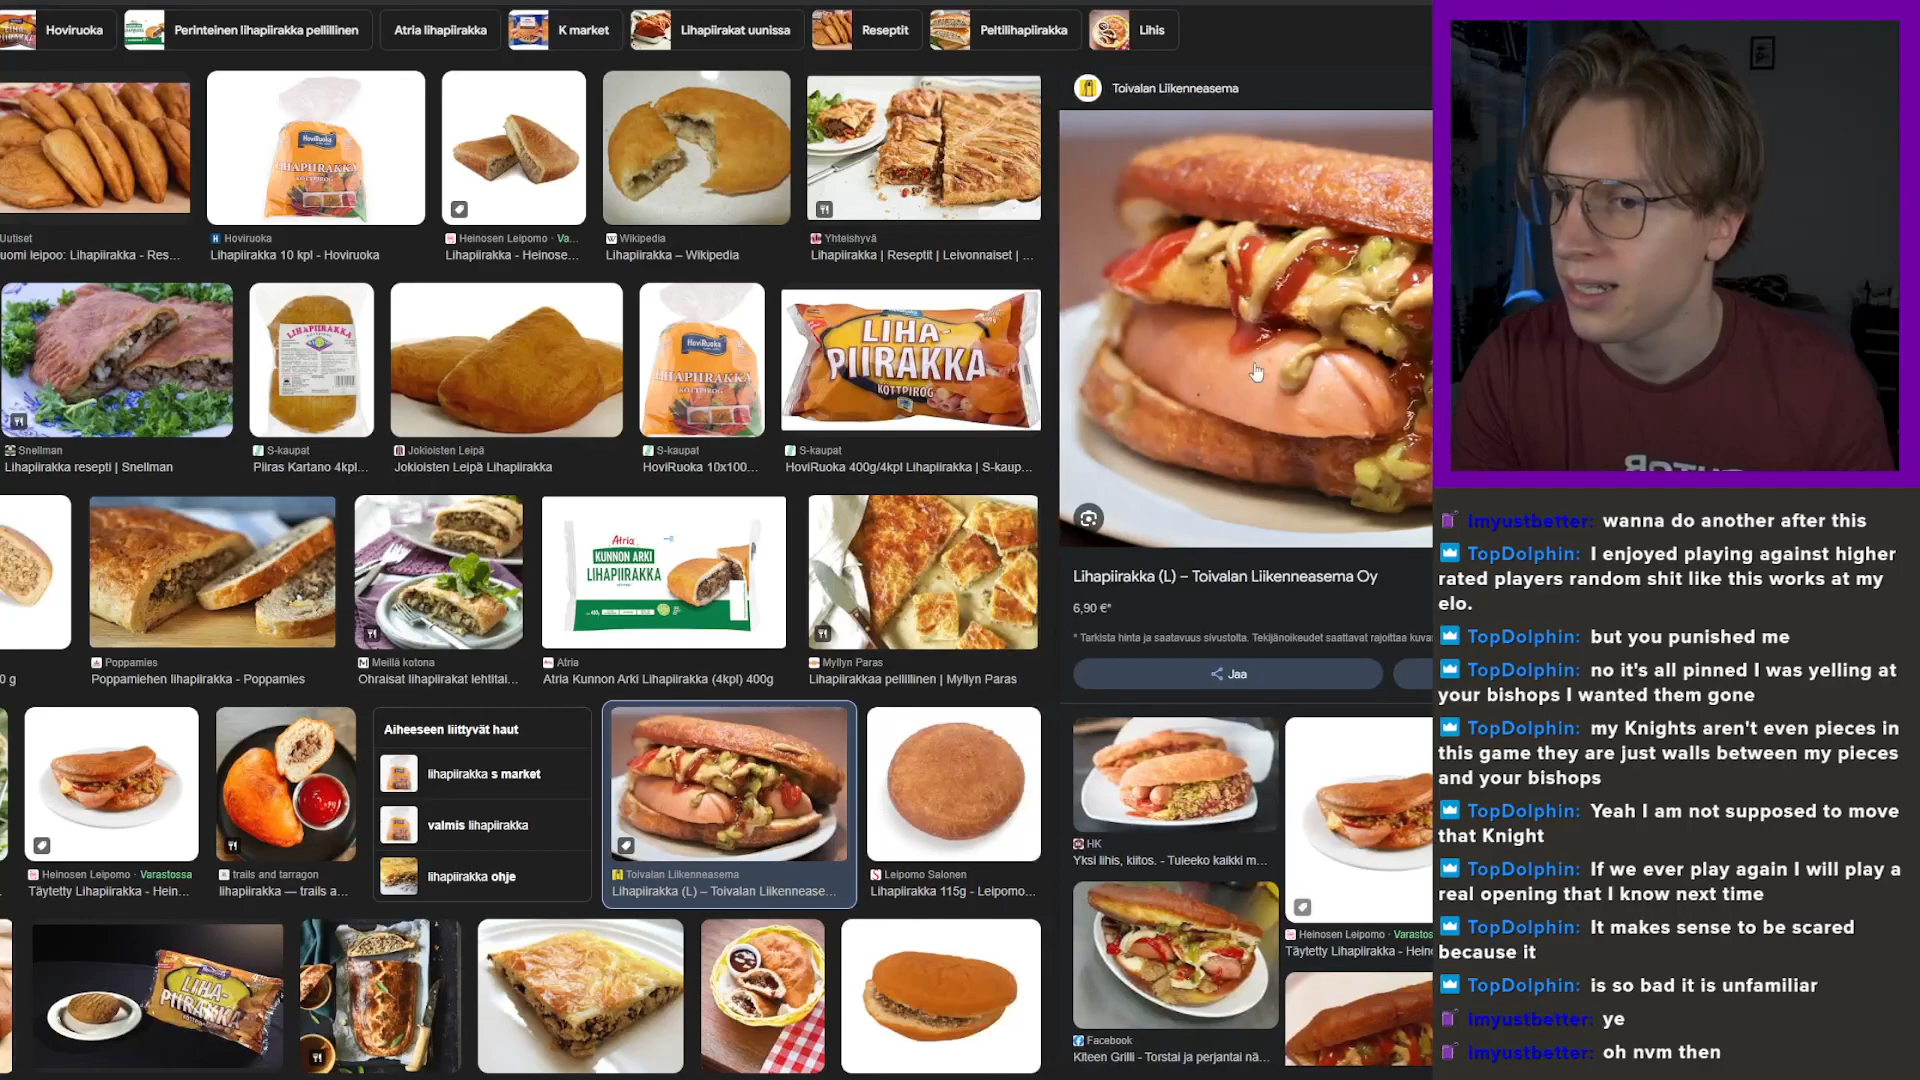 Hoviruoka
Perinteinen lihapiirakka pellillinen
Atria lihapiirakka
K market
Lihapiirakat uunissa
Reseptit
Peltilihapiirakka
Lihis
Uutiset
uomi leipoo: Lihapiirakka - Res...
HoviRuoka
LIHAPIIRAKKA
KOTTPIROG
Hoviruoka
Lihapiirakka 10 kpl - Hoviruoka
Heinosen Leipomo · Va...
Lihapiirakka - Heinose...
Wikipedia
Lihapiirakka – Wikipedia
Yhteishyvä
Lihapiirakka | Reseptit | Leivonnaiset | ...
Snellman
Lihapiirakka resepti | Snellman
LIHAPIIRAKKA
S-kaupat
Piiras Kartano 4kpl...
Jokioisten Leipä
Jokioisten Leipä Lihapiirakka
HoviRuoka
LIHAPIIRAKKA
KOTTPIROG
S-kaupat
HoviRuoka 10x100...
LIHA-
PIIRAKKA
KOTTPIROG
S-kaupat
HoviRuoka 400g/4kpl Lihapiirakka | S-kaup...
0 g
Poppamies
Poppamiehen lihapiirakka - Poppamies
Meillä kotona
Ohraisat lihapiirakat lehtitai...
Atria
KUNNON ARKI
LIHAPIIRAKKA
Atria
Atria Kunnon Arki Lihapiirakka (4kpl) 400g
Myllyn Paras
Lihapiirakkaa pellillinen | Myllyn Paras
Heinosen Leipomo · Varastossa
Täytetty Lihapiirakka - Hein...
trails and tarragon
lihapiirakka — trails a...
Aiheeseen liittyvät haut
lihapiirakka s market
valmis lihapiirakka
lihapiirakka ohje
Toivalan Liikenneasema
Lihapiirakka (L) – Toivalan Liikennease...
Leipomo Salonen
Lihapiirakka 115g - Leipomo...
LIHA-
PIIRAKKA
Toivalan Liikenneasema
Lihapiirakka (L) – Toivalan Liikenneasema Oy
6,90 €*
* Tarkista hinta ja saatavuus sivustolta. Tekijänoikeudet saattavat rajoittaa kuva
Jaa
HK
Yksi lihis, kiitos. - Tuleeko kaikki m...
Heinosen Leipomo · Varastos
Täytetty Lihapiirakka - Hein
Facebook
Kiteen Grilli - Torstai ja perjantai nä...
Imyustbetter: wanna do another after this
TopDolphin: I enjoyed playing against higher
rated players random shit like this works at my
elo.
TopDolphin: but you punished me
TopDolphin: no it's all pinned I was yelling at
your bishops I wanted them gone
TopDolphin: my Knights aren't even pieces in
this game they are just walls between my pieces
and your bishops
TopDolphin: Yeah I am not supposed to move
that Knight
TopDolphin: If we ever play again I will play a
real opening that I know next time
TopDolphin: It makes sense to be scared
because it
TopDolphin: is so bad it is unfamiliar
Imyustbetter: ye
Imyustbetter: oh nvm then